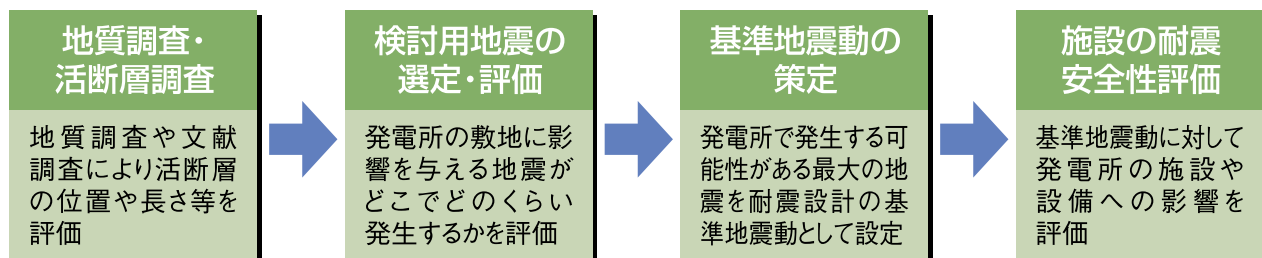 地質調査・
活断層調査
地質調査や文献
調査により活断層
の位置や長さ等を
評価
検討用地震の
選定・評価
発電所の敷地に影
響を与える地震が
どこでどのくらい
発生するかを評価
基準地震動の
策定
発電所で発生する可
能性がある最大の地
震を耐震設計の基
準地震動として設定
施設の耐震
安全性評価
基準地震動に対して
発電所の施設や
設備への影響を
評価